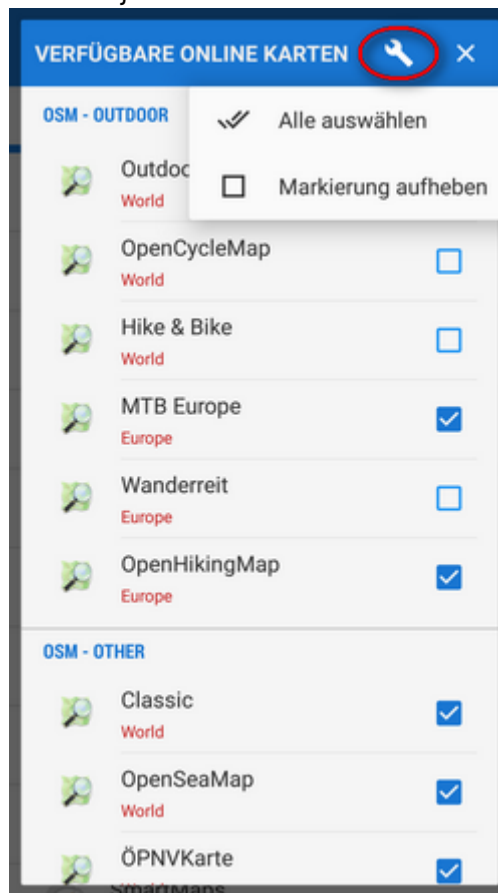 VERFÜGBARE ONLINE KARTEN
OSM - OUTDOOR
Alle auswählen
Markierung aufheben
World
OpenCycleMap
World
Hike & Bike
World
MTB Europe
Europe
Wanderreit
Europe
OpenHikingMap
Europe
OSM - OTHER
Classic
World
OpenSeaMap
World
ÖPNVKarte
SmartMaps